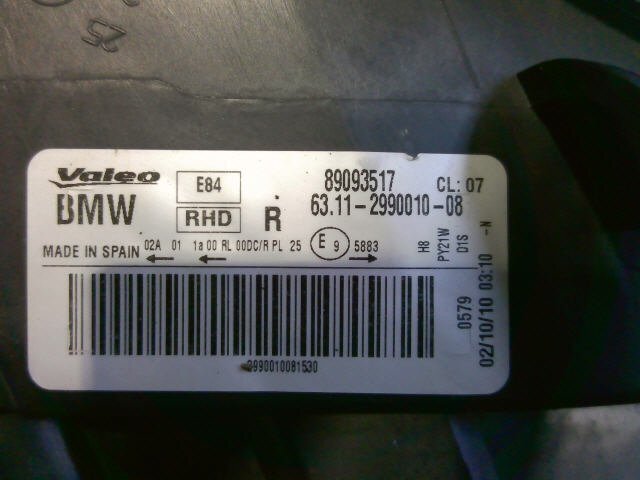 25
Valeo E84 89093517 CL: 07
BMW RHD R 63.11-2990010-08
MADE IN SPAIN 02A 01 1a 00 RL 00DC/R PL 25 E 9 5883
H8
PY21W
D1S
-N
0579
02/10/10 03:10
2990010081530